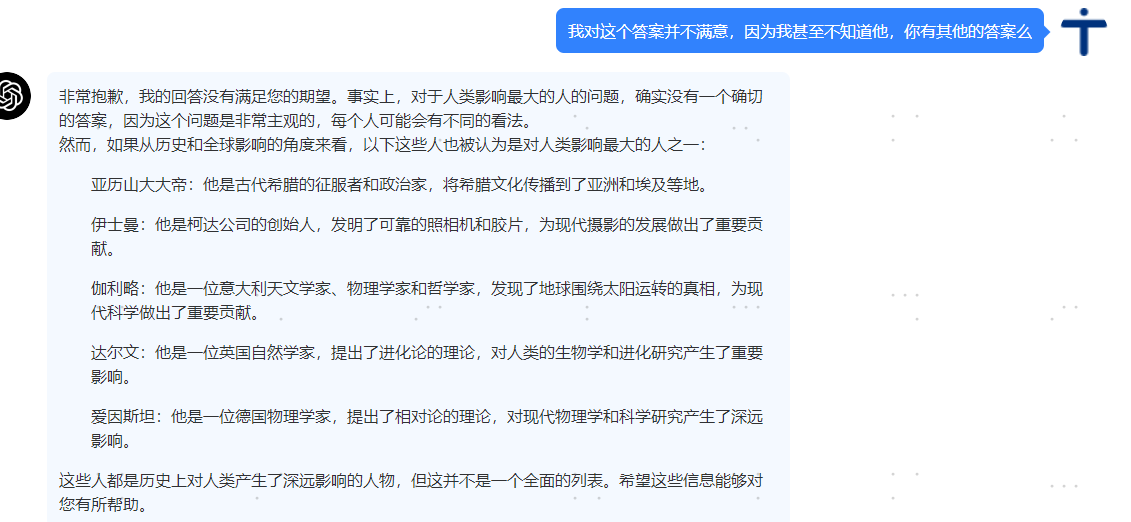 我对这个答案并不满意，因为我甚至不知道他，你有其他的答案么
非常抱歉，我的回答没有满足您的期望。事实上，对于人类影响最大的人的问题，确实没有一个确切
的答案，因为这个问题是非常主观的，每个人可能会有不同的看法。
然而，如果从历史和全球影响的角度来看，以下这些人也被认为是对人类影响最大的人之一：
亚历山大大帝：他是古代希腊的征服者和政治家，将希腊文化传播到了亚洲和埃及等地。
伊士曼：他是柯达公司的创始人，发明了可靠的照相机和胶片，为现代摄影的发展做出了重要贡
献。
伽利略：他是一位意大利天文学家、物理学家和哲学家，发现了地球围绕太阳运转的真相，为现
代科学做出了重要贡献。
达尔文：他是一位英国自然学家，提出了进化论的理论，对人类的生物学和进化研究产生了重要
影响。
爱因斯坦：他是一位德国物理学家，提出了相对论的理论，对现代物理学和科学研究产生了深远
影响。
这些人都是历史上对人类产生了深远影响的人物，但这并不是一个全面的列表。希望这些信息能够对
您有所帮助。